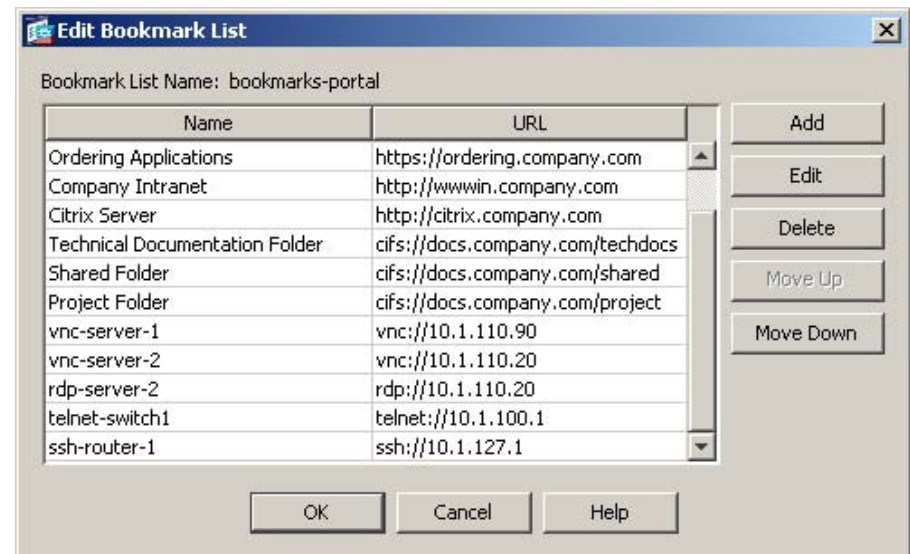 Edit Bookmark List
Bookmark List Name: bookmarks-portal
Name URL
Ordering Applications https://ordering.company.com
Company Intranet http://wwwin.company.com
Citrix Server http://citrix.company.com
Technical Documentation Folder cifs://docs.company.com/techdocs
Shared Folder cifs://docs.company.com/shared
Project Folder cifs://docs.company.com/project
vnc-server-1 vnc://10.1.110.90
vnc-server-2 vnc://10.1.110.20
rdp-server-2 rdp://10.1.110.20
telnet-switch1 telnet://10.1.100.1
ssh-router-1 ssh://10.1.127.1
Add
Edit
Delete
Move Up
Move Down
OK Cancel Help